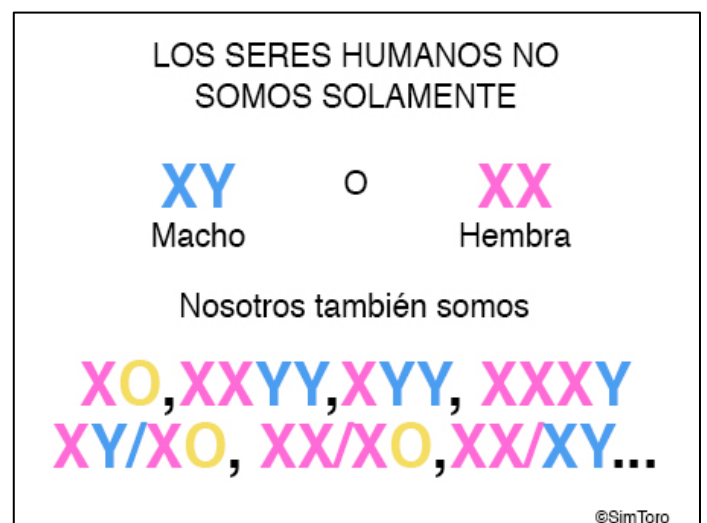 LOS SERES HUMANOS NO
SOMOS SOLAMENTE
XY O XX
Macho Hembra
Nosotros también somos
XO,XXYY,XYY, XXXY
XY/XO, XX/XO,XX/XY...
©SimToro